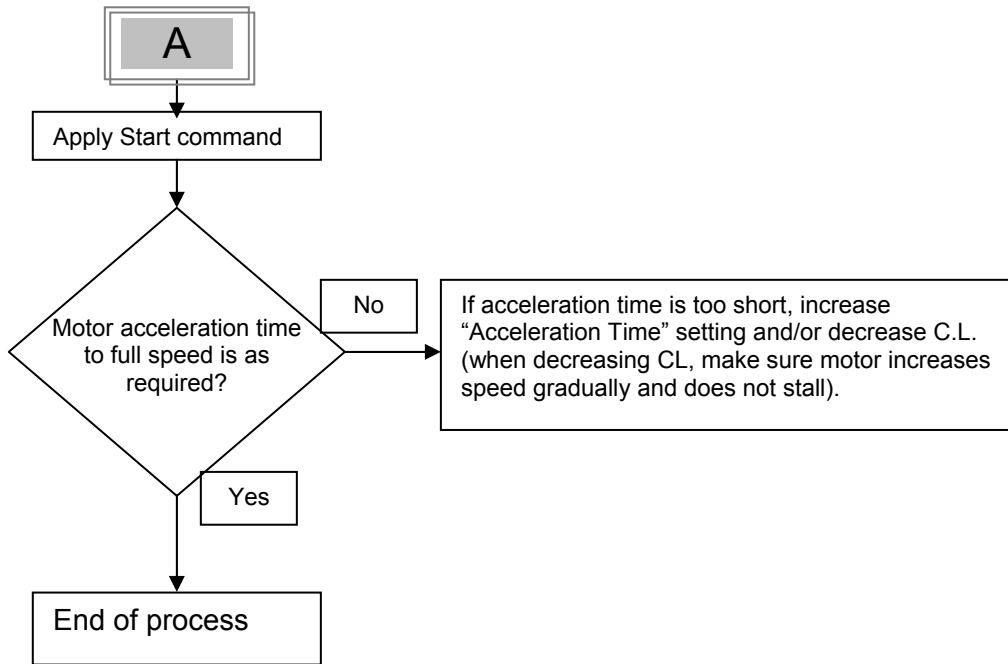 A
Apply Start command
Motor acceleration time
to full speed is as
required?
No
If acceleration time is too short, increase
“Acceleration Time” setting and/or decrease C.L.
(when decreasing CL, make sure motor increases
speed gradually and does not stall).
Yes
End of process